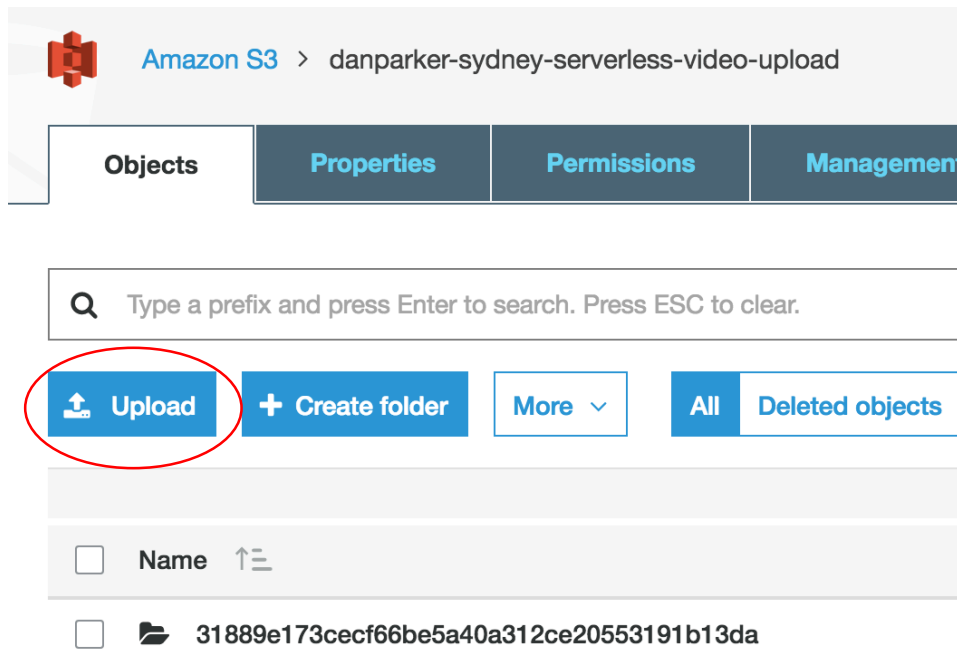 Amazon S3 > danparker-sydney-serverless-video-upload
Objects Properties Permissions Management
Type a prefix and press Enter to search. Press ESC to clear.
Upload + Create folder More All Deleted objects
Name
31889e173cecf66be5a40a312ce20553191b13da